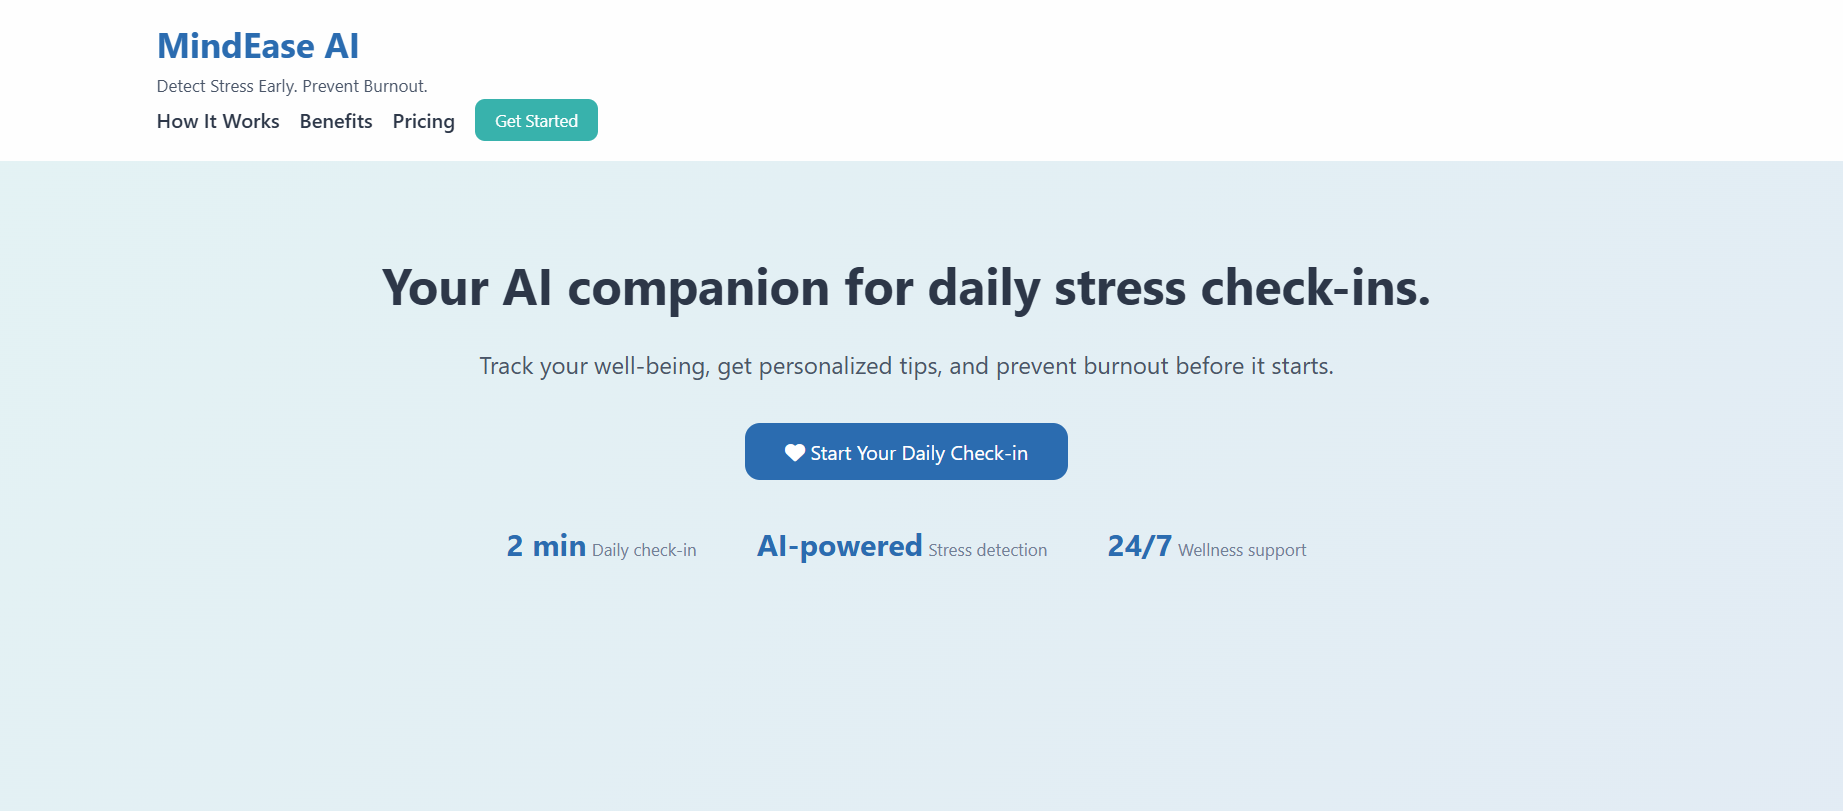 MindEase AI
Detect Stress Early. Prevent Burnout.
How It Works Benefits Pricing Get Started
Your AI companion for daily stress check-ins.
Track your well-being, get personalized tips, and prevent burnout before it starts.
Start Your Daily Check-in
2 min Daily check-in AI-powered Stress detection 24/7 Wellness support